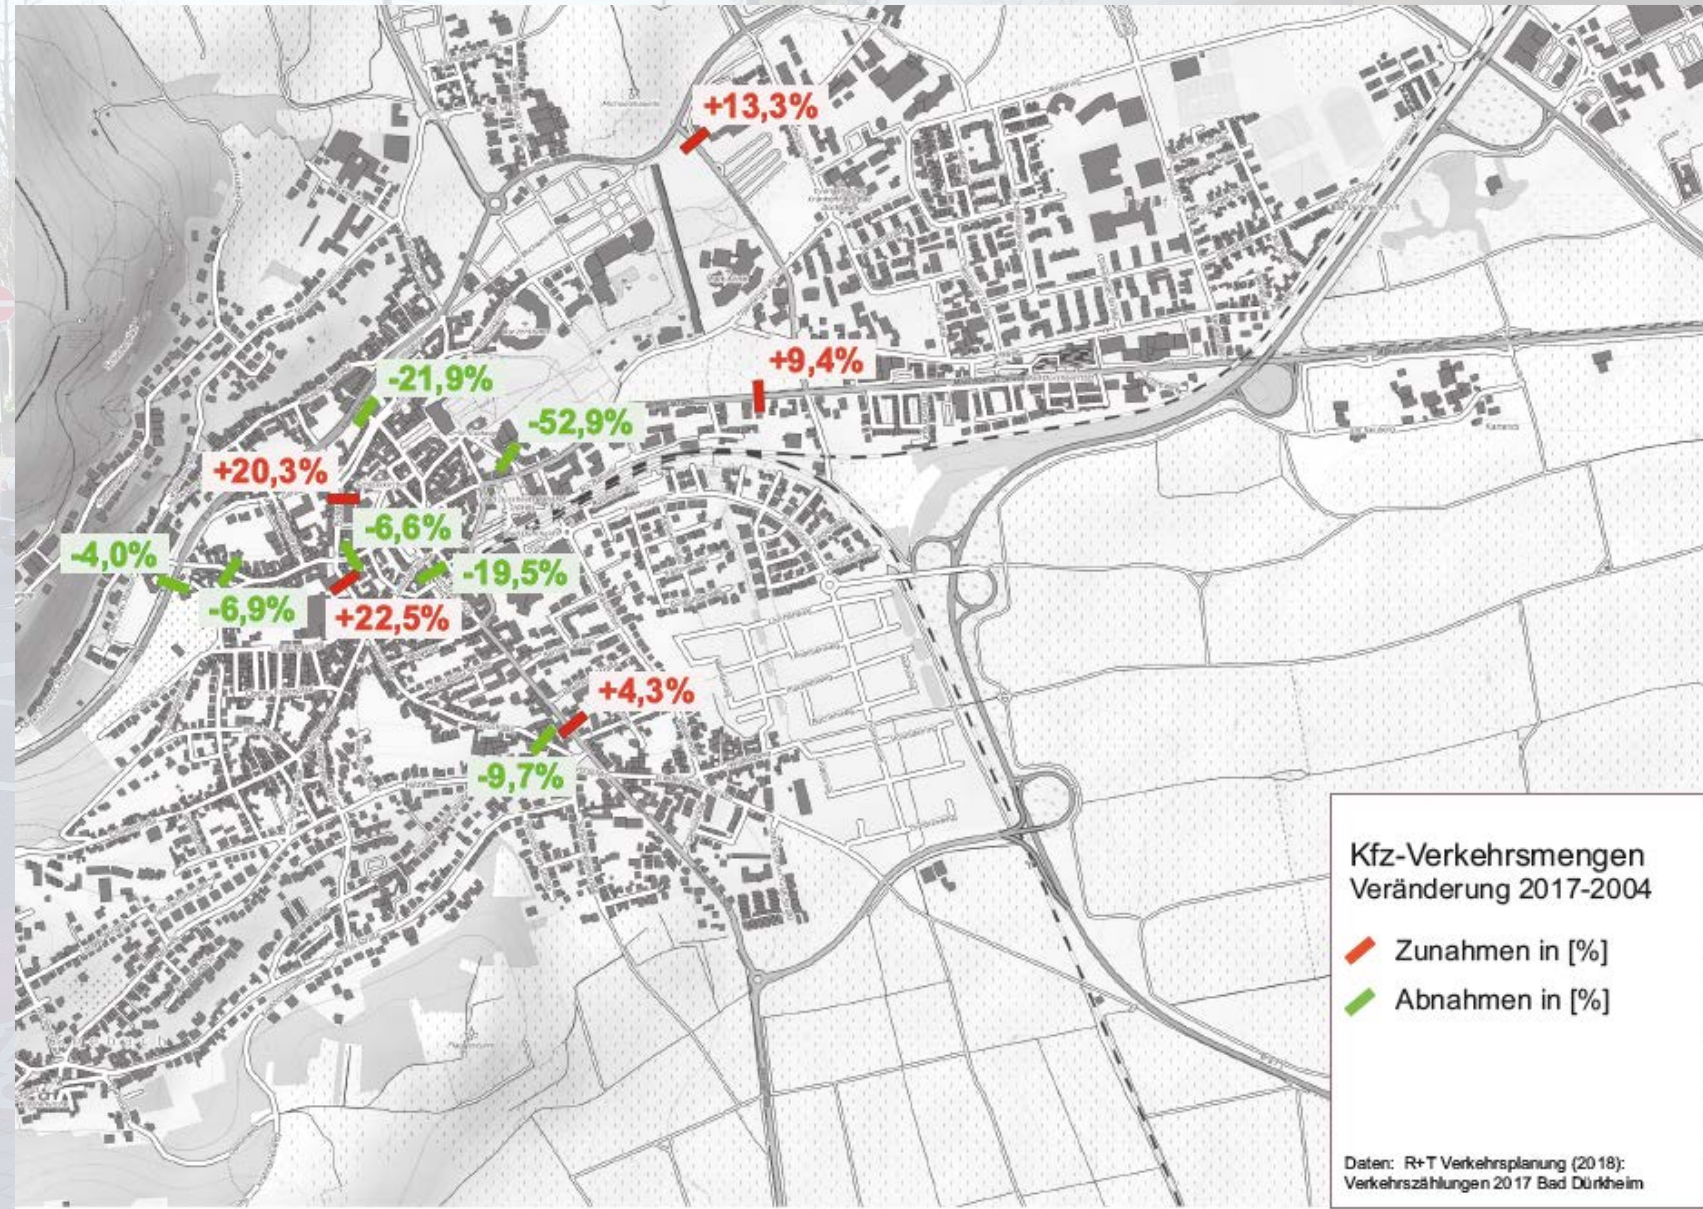 +13,3%
+9,4%
-21,9%
-52,9%
+20,3%
-6,6%
-4,0%
-19,5%
-6,9%
+22,5%
+4,3%
-9,7%
Kfz-Verkehrsmengen
Veränderung 2017-2004
Zunahmen in [%]
Abnahmen in [%]
Daten: R+T Verkehrsplanung (2018):
Verkehrszählungen 2017 Bad Dürkheim